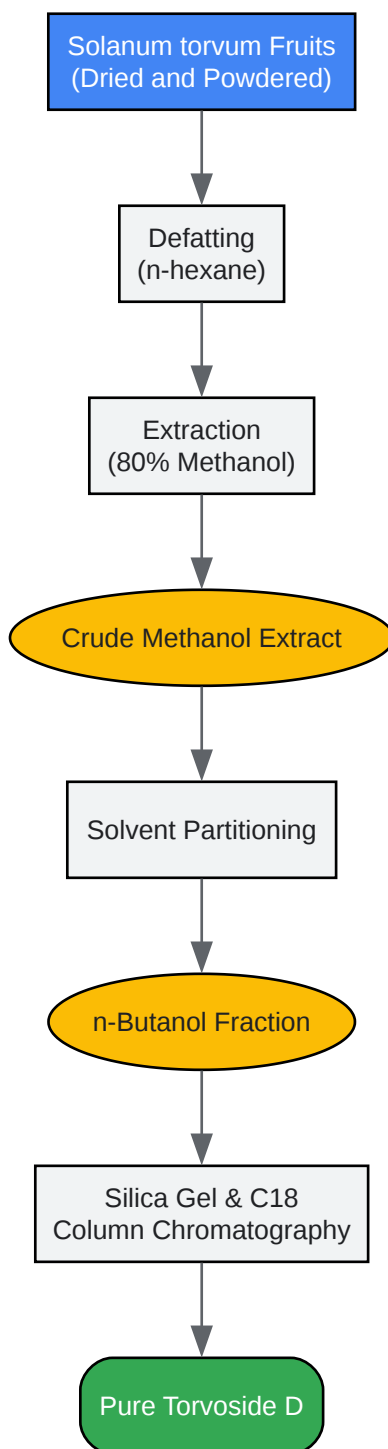 Solanum torvum Fruits
(Dried and Powdered)
Defatting
(n-hexane)
Extraction
(80% Methanol)
Crude Methanol Extract
Solvent Partitioning
n-Butanol Fraction
Silica Gel & C18
Column Chromatography
Pure Torvoside D